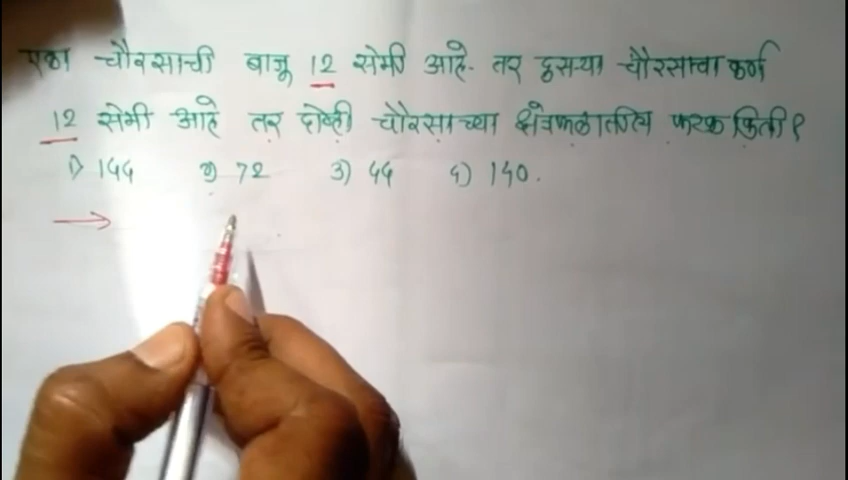 एका चौरसाची बाजू 12 सेमी आहे. तर दुसऱ्या चौरसाचा कर्ण
12 सेमी आहे तर दोन्ही चौरसाच्या क्षेत्रफळातील फरक किती?
1) 144 2) 72 3) 44 4) 140.